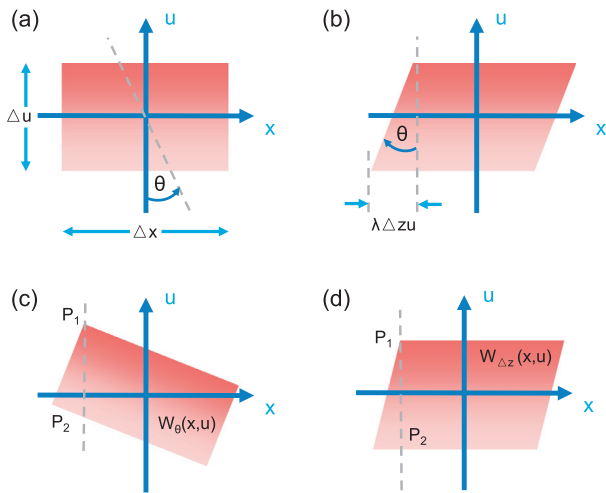 (a)
u
△u
x
θ
△x
(b)
u
x
θ
λ△zu
(c)
u
P1
x
P2
Wθ(x,u)
(d)
u
P1
W△z(x,u)
x
P2